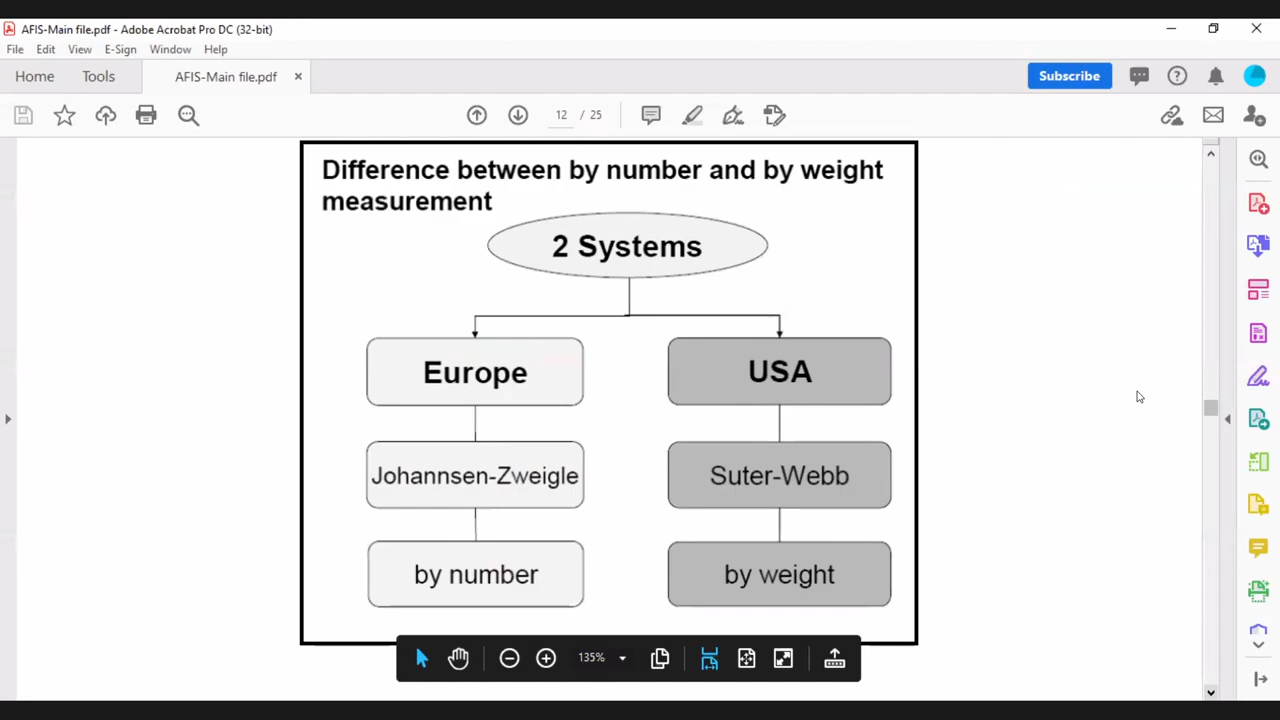 AFIS-Main file.pdf - Adobe Acrobat Pro DC (32-bit)
File Edit View E-Sign Window Help
Home Tools AFIS-Main file.pdf × Subscribe
12 / 25
Difference between by number and by weight
measurement
2 Systems
Europe USA
Johannsen-Zweigle Suter-Webb
by number by weight
135%